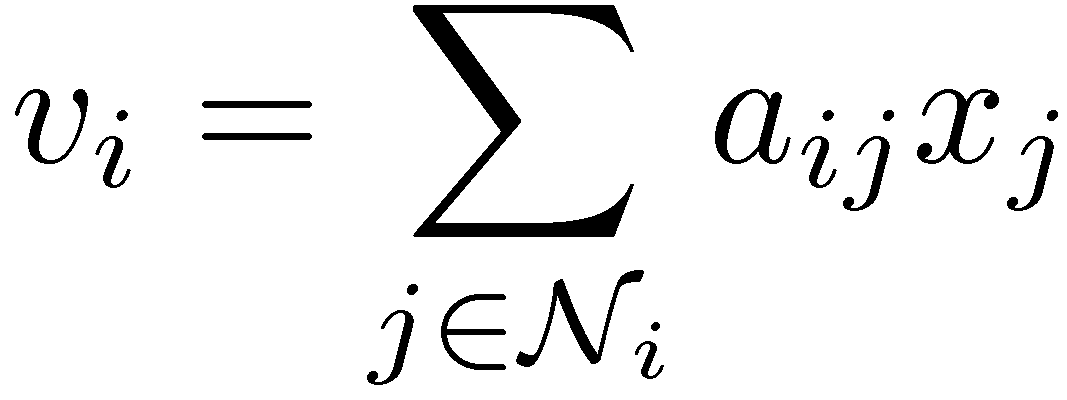 v_i = \sum_{j \in \mathcal{N}_i} a_{ij} x_j